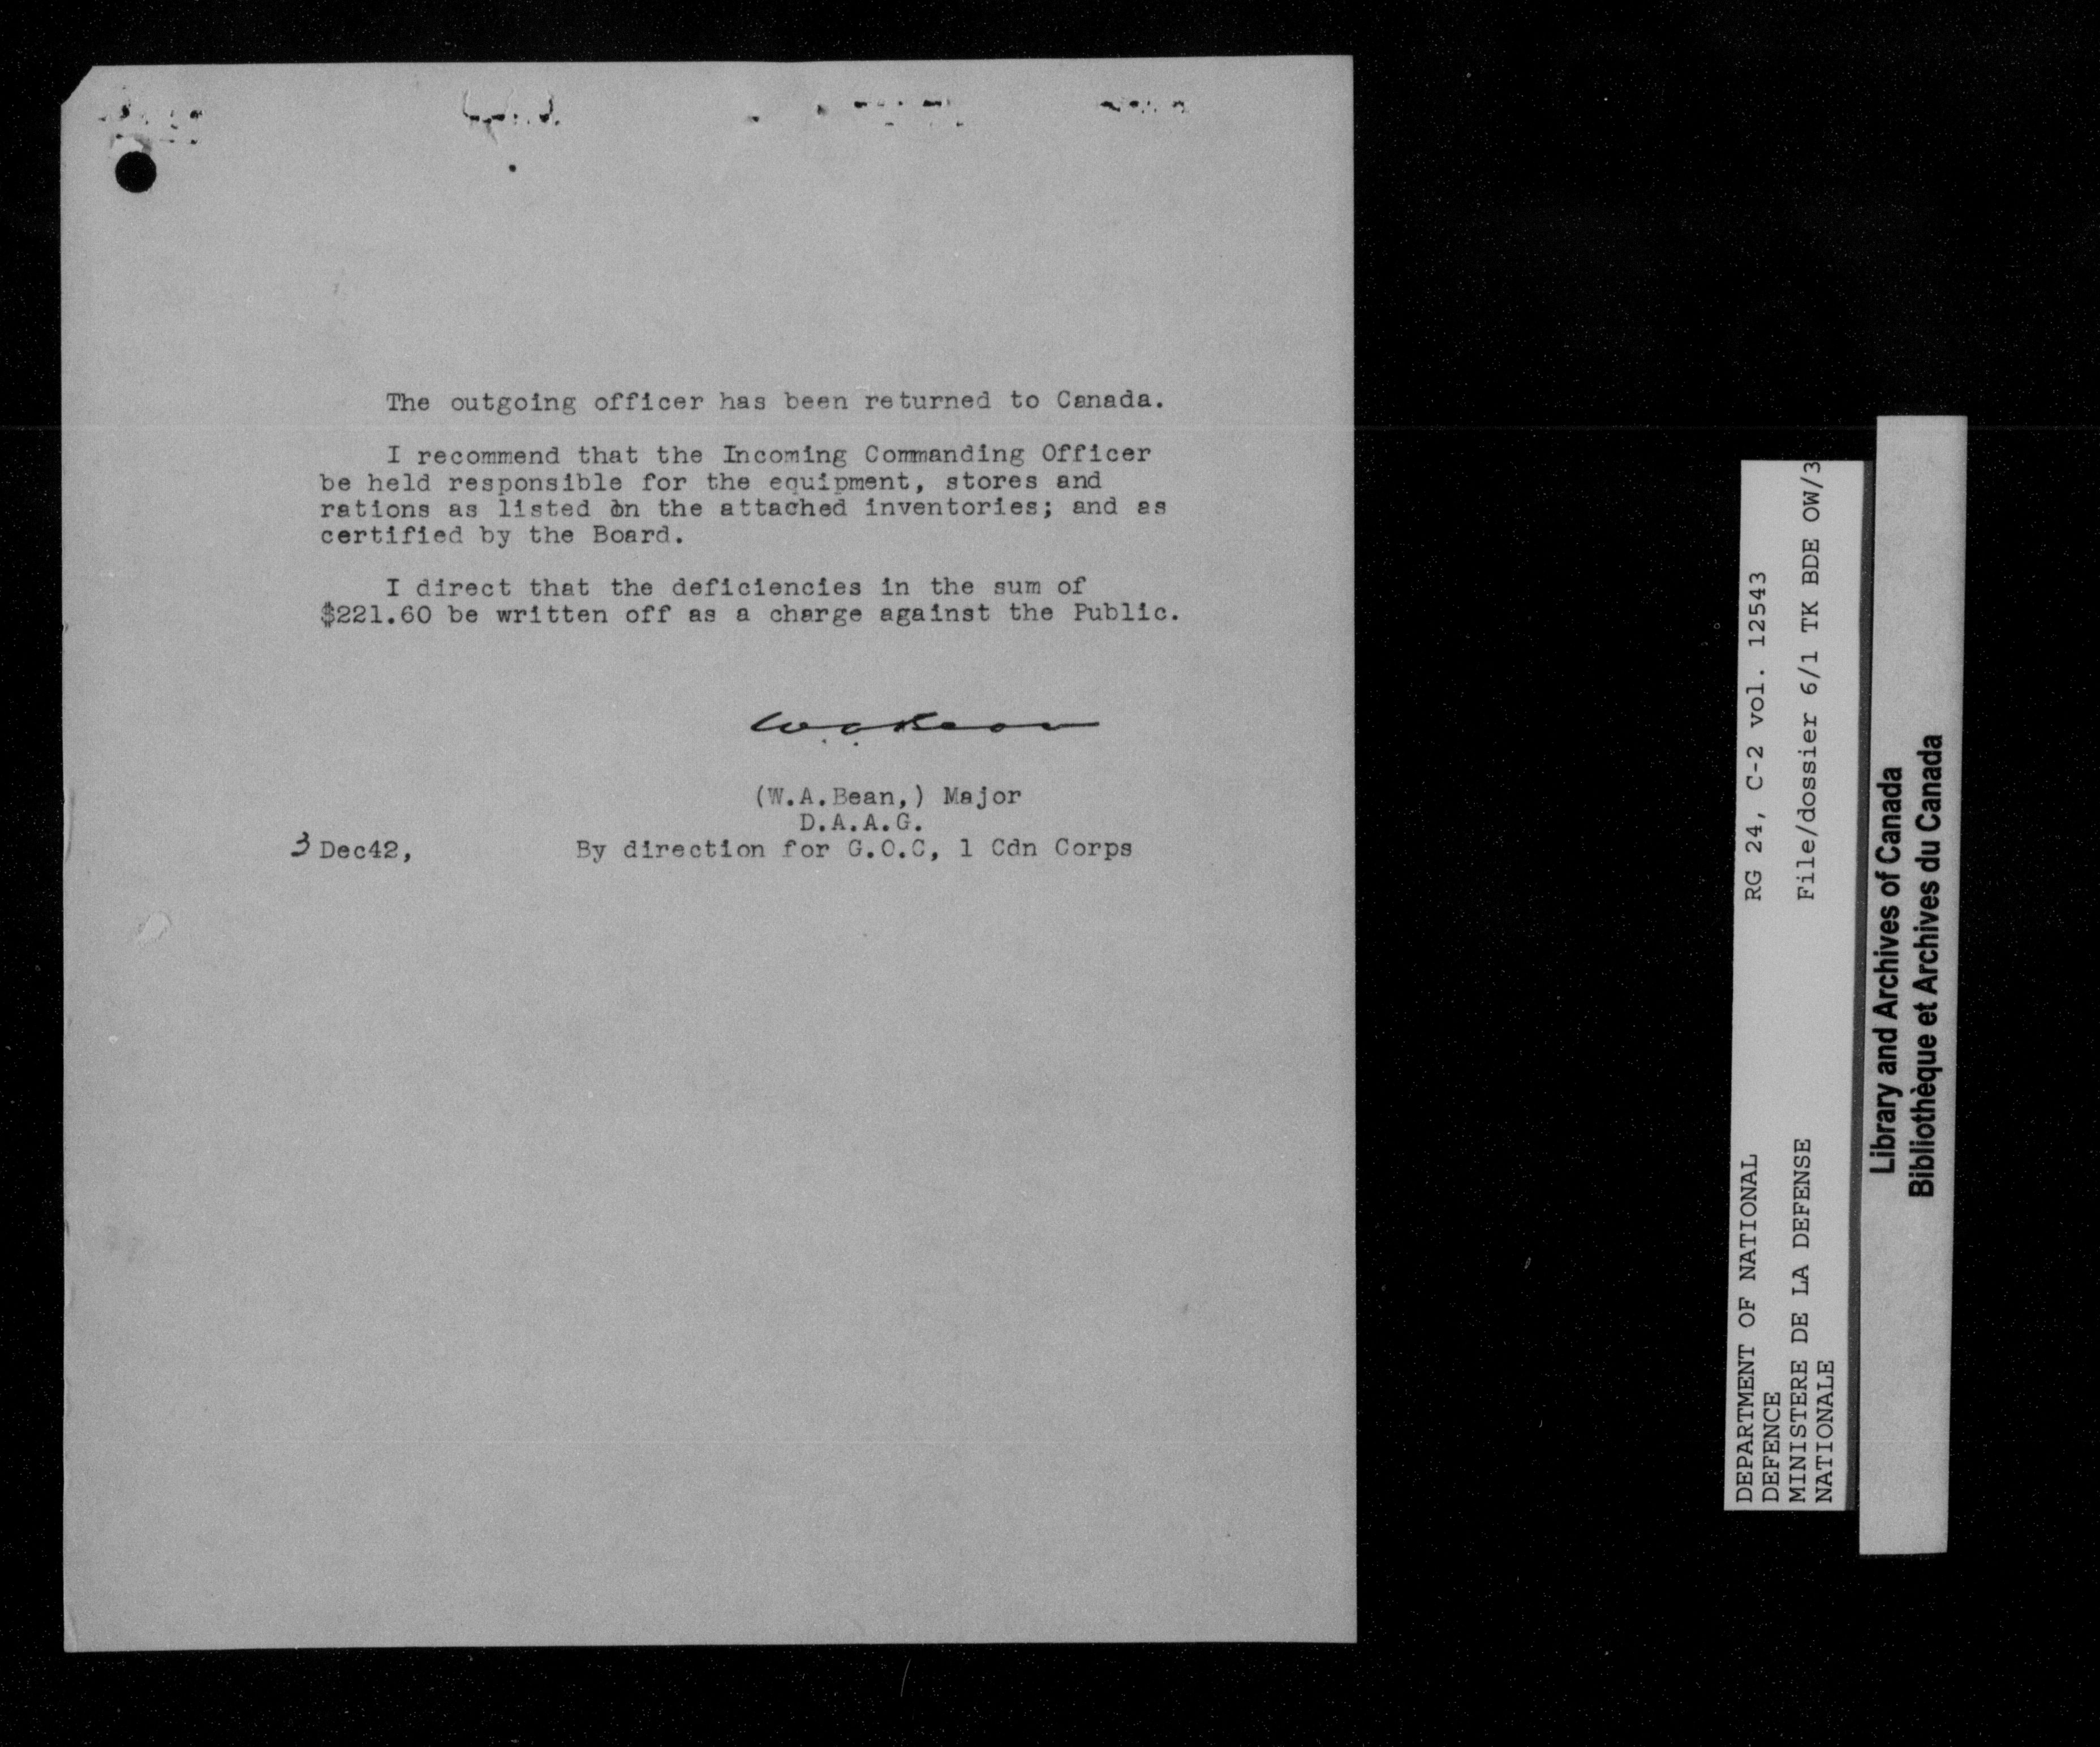 The outgoing officer has been returned to Canada.
I recommend that the Incoming Commanding Officer
be held responsible for the equipment, stores and
rations as listed on the attached inventories; and as
certified by the Board.
I direct that the deficiencies in the sum of
$221.60 be written off as a charge against the Public.
WABean
(W.A.Bean,) Major
D.A.A.G.
3 Dec42, By direction for G.O.C, 1 Cdn Corps
DEPARTMENT OF NATIONAL RG 24, C-2 vol. 12543
DEFENCE
MINISTERE DE LA DEFENSE File/dossier 6/1 TK BDE OW/3
NATIONALE
Library and Archives of Canada
Bibliothèque et Archives du Canada